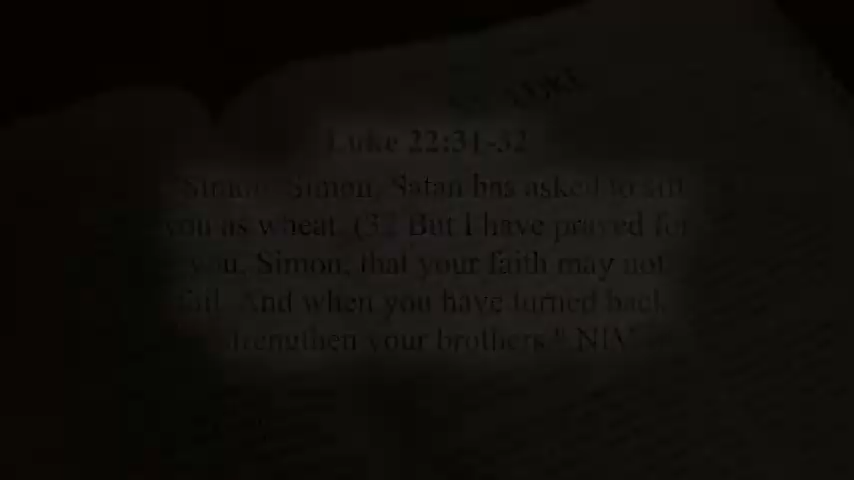 LUKE
Luke 22:31-32
"Simon, Simon, Satan has asked to sift
you as wheat. (32 But I have prayed for
you, Simon, that your faith may not
fail. And when you have turned back
strengthen your brothers." NIV